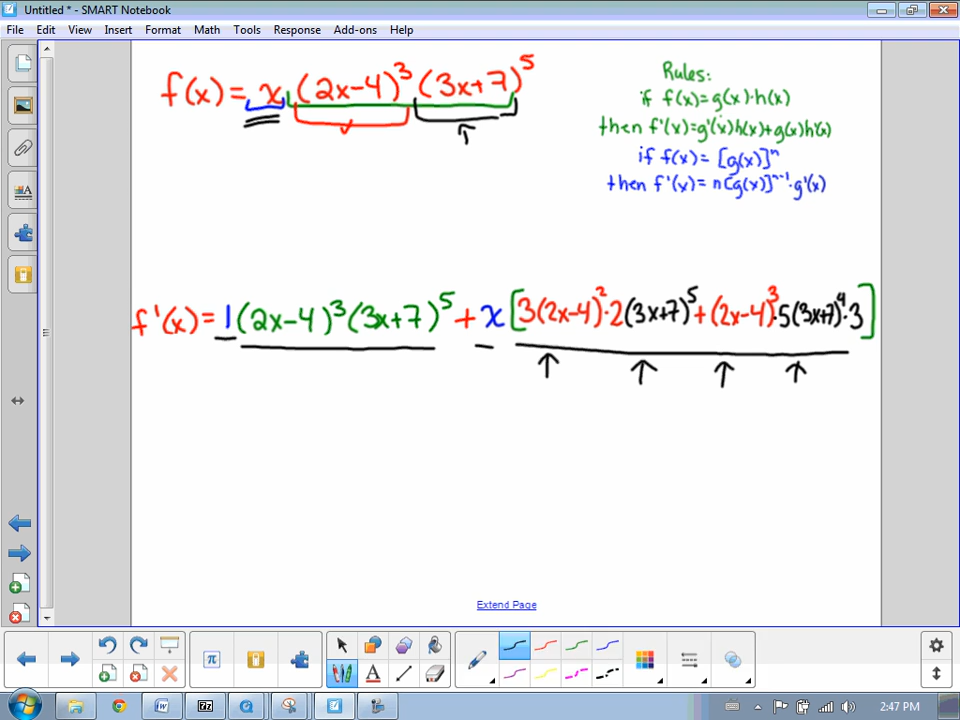 Untitled * - SMART Notebook
File Edit View Insert Format Math Tools Response Add-ons Help
f(x) = x (2x-4)³ (3x+7)⁵
Rules:
if f(x) = g(x)·h(x)
then f'(x) = g'(x)h(x)+g(x)h'(x)
if f(x) = [g(x)]ⁿ
then f'(x) = n[g(x)]ⁿ⁻¹·g'(x)
f'(x) = 1(2x-4)³(3x+7)⁵ + x [3(2x-4)²·2(3x+7)⁵+(2x-4)³·5(3x+7)⁴·3]
Extend Page
2:47 PM